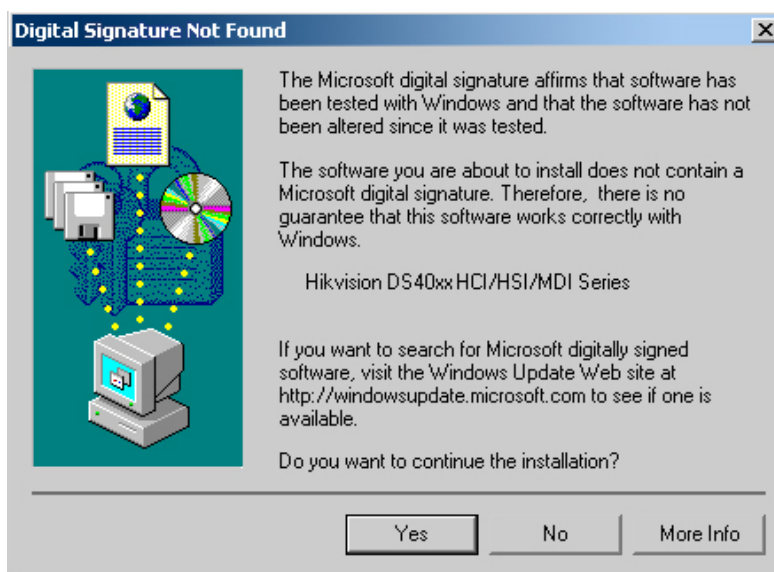 Digital Signature Not Found
The Microsoft digital signature affirms that software has
been tested with Windows and that the software has not
been altered since it was tested.
The software you are about to install does not contain a
Microsoft digital signature. Therefore,  there is no
guarantee that this software works correctly with
Windows.
Hikvision DS40xx HCI/HSI/MDI Series
If you want to search for Microsoft digitally signed
software, visit the Windows Update Web site at
http://windowsupdate.microsoft.com to see if one is
available.
Do you want to continue the installation?
Yes No More Info